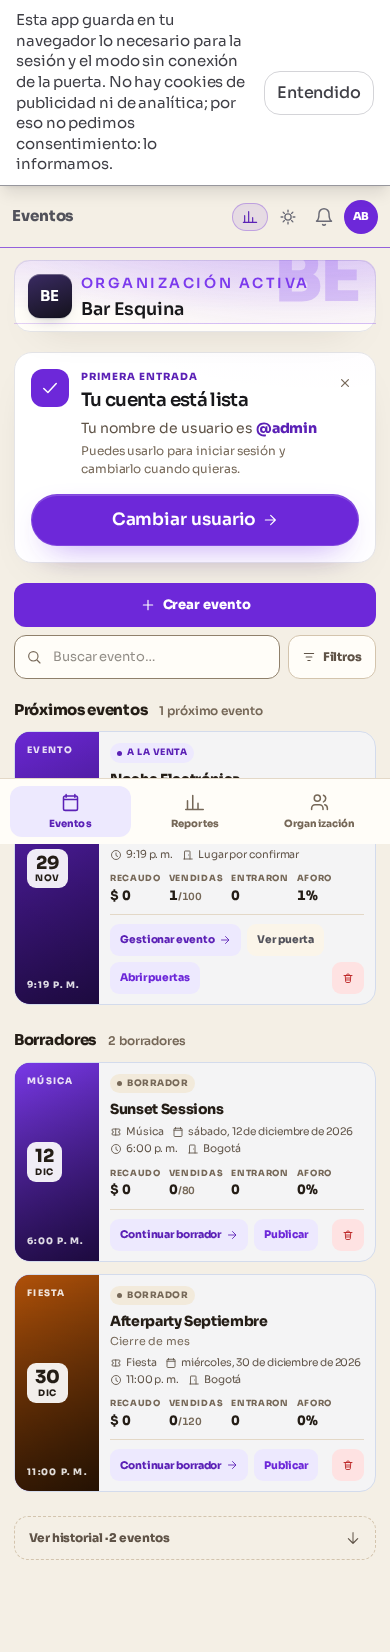 Esta app guarda en tu
navegador lo necesario para la
sesión y el modo sin conexión
de la puerta. No hay cookies de
publicidad ni de analítica; por
eso no pedimos
consentimiento: lo
informamos.
Entendido
Eventos
AB
BE
BE
ORGANIZACIÓN ACTIVA
Bar Esquina
PRIMERA ENTRADA
Tu cuenta está lista
Tu nombre de usuario es @admin
Puedes usarlo para iniciar sesión y
cambiarlo cuando quieras.
Cambiar usuario
Crear evento
Buscar evento...
Filtros
Próximos eventos 1 próximo evento
EVENTO
A LA VENTA
Eventos
Reportes
Organización
29
NOV
9:19 P. M.
9:19 p. m. Lugar por confirmar
RECAUDO VENDIDAS ENTRARON AFORO
$ 0 1/100 0 1%
Gestionar evento
Ver puerta
Abrir puertas
Borradores 2 borradores
MÚSICA
12
DIC
6:00 P. M.
BORRADOR
Sunset Sessions
Música sábado, 12 de diciembre de 2026
6:00 p. m. Bogotá
RECAUDO VENDIDAS ENTRARON AFORO
$ 0 0/80 0 0%
Continuar borrador
Publicar
FIESTA
30
DIC
11:00 P. M.
BORRADOR
Afterparty Septiembre
Cierre de mes
Fiesta miércoles, 30 de diciembre de 2026
11:00 p. m. Bogotá
RECAUDO VENDIDAS ENTRARON AFORO
$ 0 0/120 0 0%
Continuar borrador
Publicar
Ver historial · 2 eventos